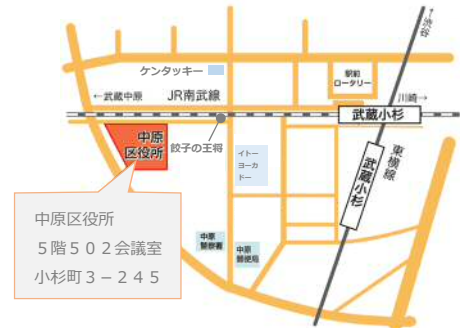 ←渋谷
ケンタッキー
駅前
ロータリー
←武蔵中原
JR南武線
川崎→
武蔵小杉
中原
区役所
餃子の王将
イトー
ヨーカ
ドー
東横線
武蔵小杉
中原区役所
５階５０２会議室
小杉町３－２４５
中原
警察署
中原
郵便局